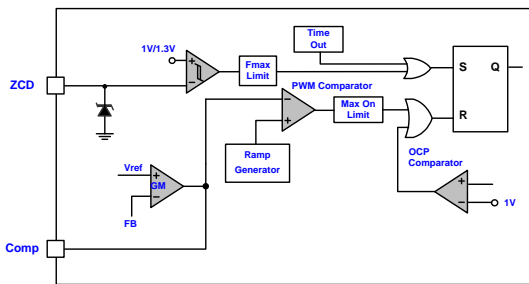 Time
Out
1V/1.3V
Fmax
Limit
ZCD
S
Q
PWM Comparator
Max On
Limit
R
Ramp
Generator
OCP
Comparator
Vref
GM
FB
1V
Comp